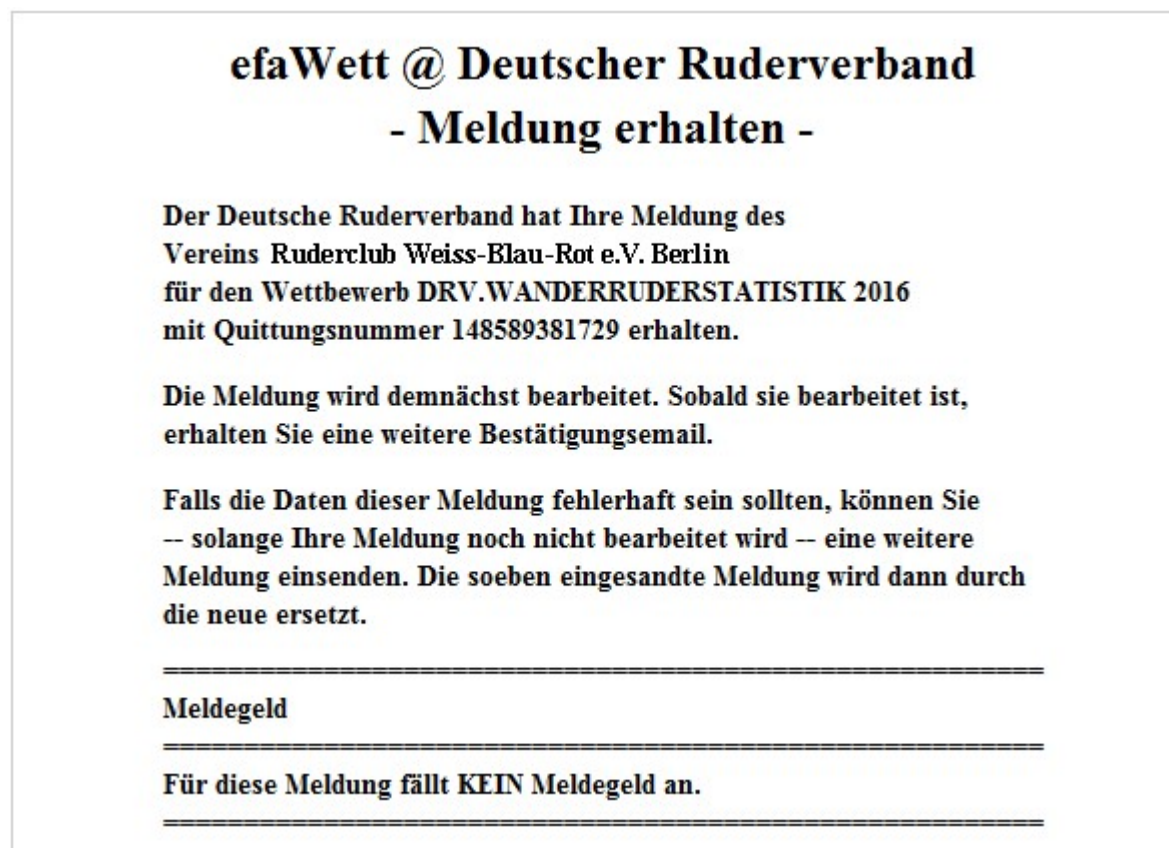 efaWett @ Deutscher Ruderverband
- Meldung erhalten -
Der Deutsche Ruderverband hat Ihre Meldung des
Vereins Ruderclub Weiss-Blau-Rot e.V. Berlin
für den Wettbewerb DRV.WANDERRUDERSTATISTIK 2016
mit Quittungsnummer 148589381729 erhalten.
Die Meldung wird demnächst bearbeitet. Sobald sie bearbeitet ist,
erhalten Sie eine weitere Bestätigungsemail.
Falls die Daten dieser Meldung fehlerhaft sein sollten, können Sie
-- solange Ihre Meldung noch nicht bearbeitet wird -- eine weitere
Meldung einsenden. Die soeben eingesandte Meldung wird dann durch
die neue ersetzt.
=======================================================
Meldegeld
=======================================================
Für diese Meldung fällt KEIN Meldegeld an.
=======================================================